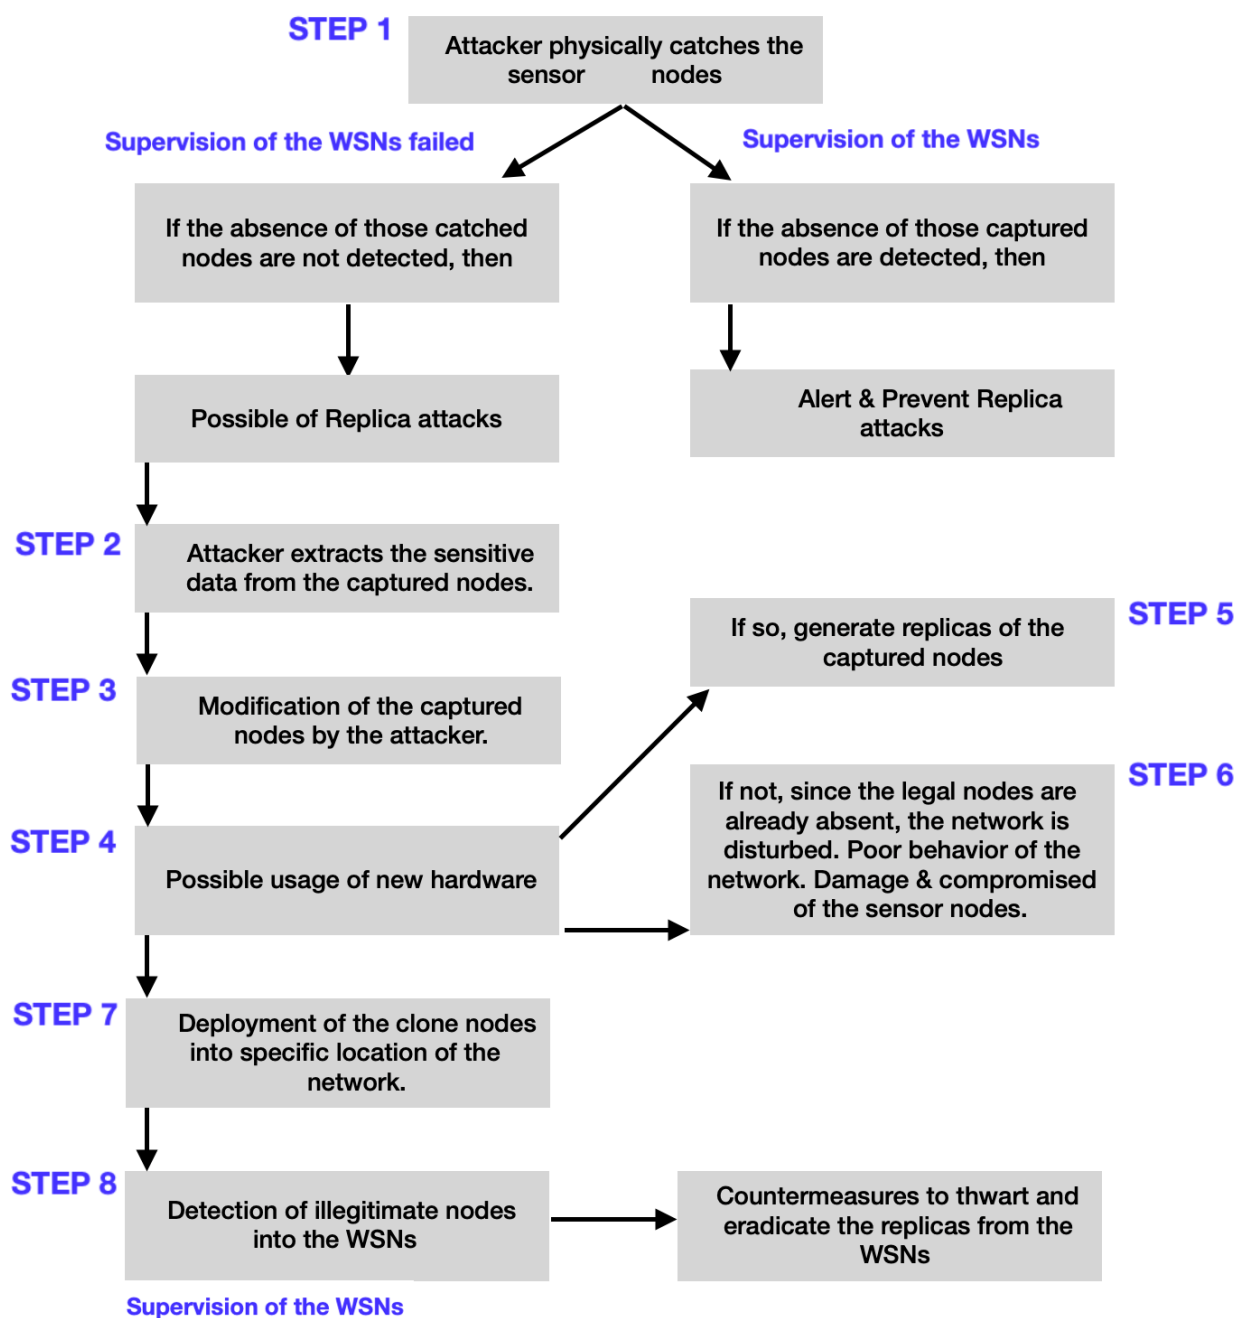 STEP 1
Attacker physically catches the
sensor nodes
Supervision of the WSNs failed
Supervision of the WSNs
If the absence of those catched
nodes are not detected, then
If the absence of those captured
nodes are detected, then
Possible of Replica attacks
Alert & Prevent Replica
attacks
STEP 2
Attacker extracts the sensitive
data from the captured nodes.
STEP 3
Modification of the captured
nodes by the attacker.
STEP 4
Possible usage of new hardware
If so, generate replicas of the
captured nodes
STEP 5
If not, since the legal nodes are
already absent, the network is
disturbed. Poor behavior of the
network. Damage & compromised
of the sensor nodes.
STEP 6
STEP 7
Deployment of the clone nodes
into specific location of the
network.
STEP 8
Detection of illegitimate nodes
into the WSNs
Countermeasures to thwart and
eradicate the replicas from the
WSNs
Supervision of the WSNs